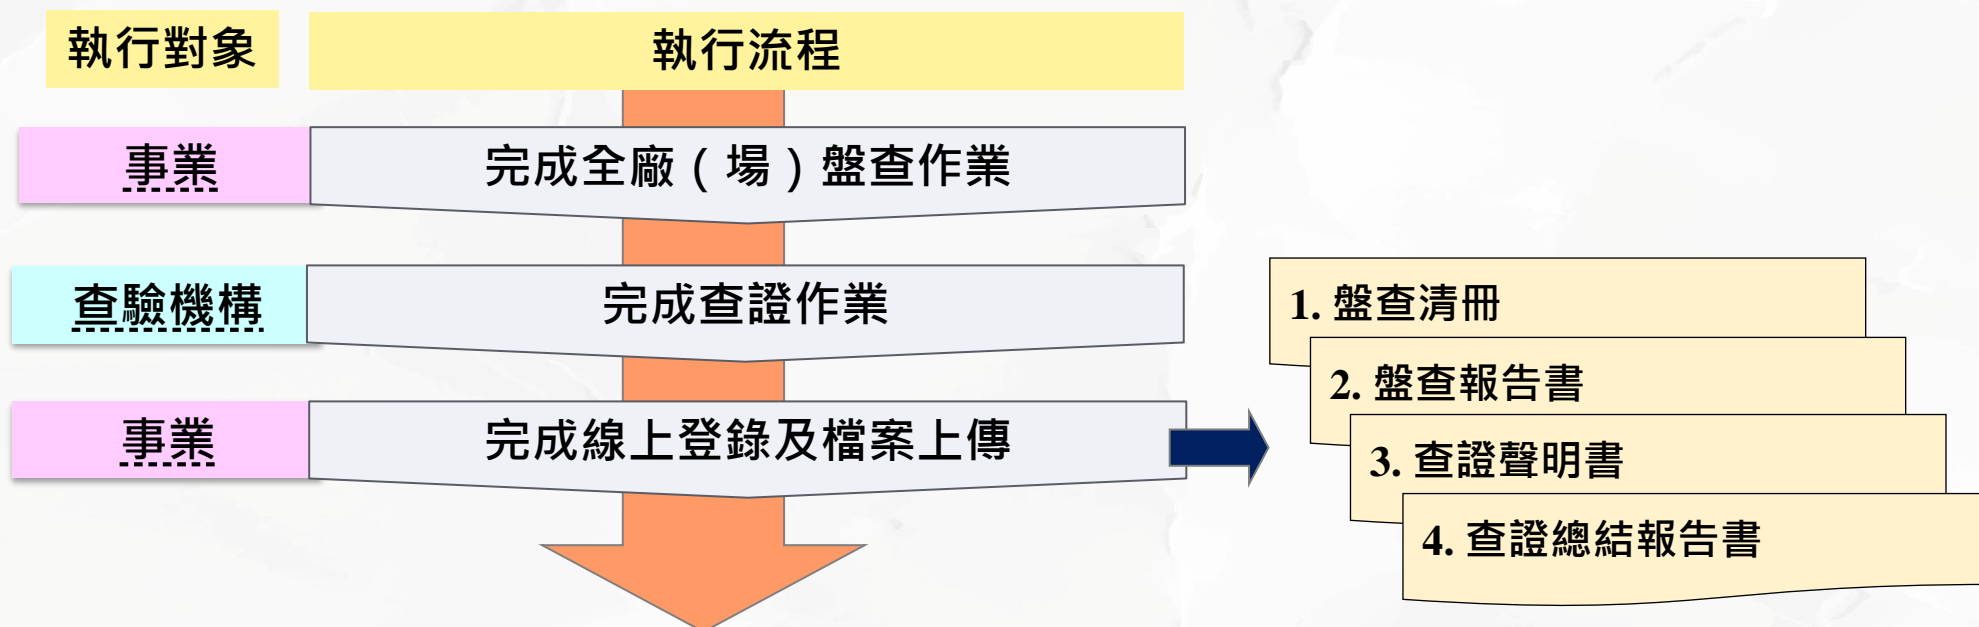 執行對象
執行流程
事業
完成全廠（場）盤查作業
查驗機構
完成查證作業
事業
完成線上登錄及檔案上傳
1. 盤查清冊
2. 盤查報告書
3. 查證聲明書
4. 查證總結報告書